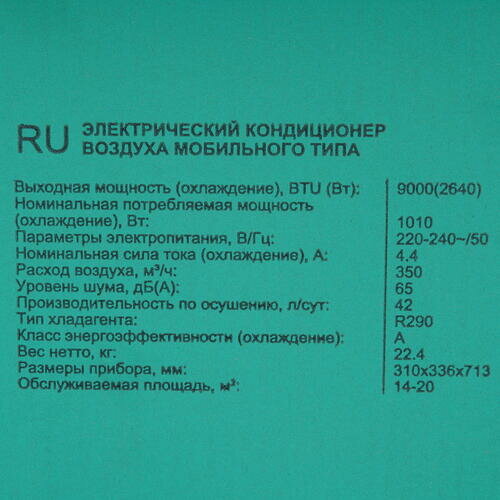 RU ЭЛЕКТРИЧЕСКИЙ КОНДИЦИОНЕР
ВОЗДУХА МОБИЛЬНОГО ТИПА
Выходная мощность (охлаждение), BTU (Вт): 9000(2640)
Номинальная потребляемая мощность
(охлаждение), Вт: 1010
Параметры электропитания, В/Гц: 220-240~/50
Номинальная сила тока (охлаждение), А: 4.4
Расход воздуха, м³/ч: 350
Уровень шума, дБ(А): 65
Производительность по осушению, л/сут: 42
Тип хладагента: R290
Класс энергоэффективности (охлаждение): А
Вес нетто, кг: 22.4
Размеры прибора, мм: 310х336х713
Обслуживаемая площадь, м²: 14-20